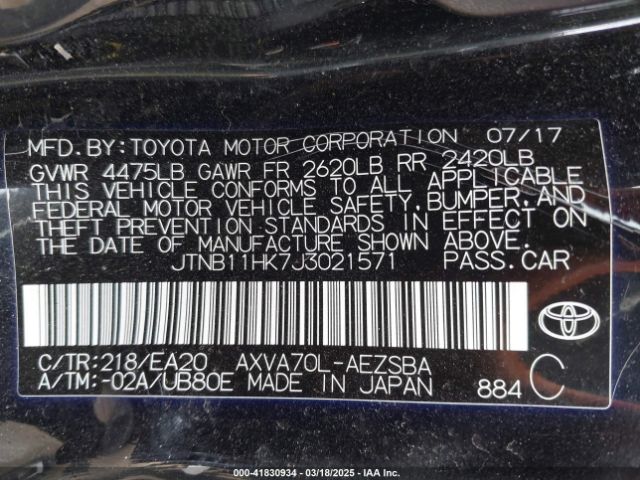 MFD.BY:TOYOTA MOTOR CORPORATION 07/17
GVWR 4475LB GAWR FR 2620LB RR 2420LB
THIS VEHICLE CONFORMS TO ALL APPLICABLE
FEDERAL MOTOR VEHICLE SAFETY,BUMPER,AND
THEFT PREVENTION STANDARDS IN EFFECT ON
THE DATE OF MANUFACTURE SHOWN ABOVE.
JTNB11HK7J3021571 PASS.CAR
C/TR:218/EA20 AXVA70L-AEZSBA
A/TM:-02A/UB80E MADE IN JAPAN 884 C
000-41830934 - 03/18/2025 - IAA Inc.